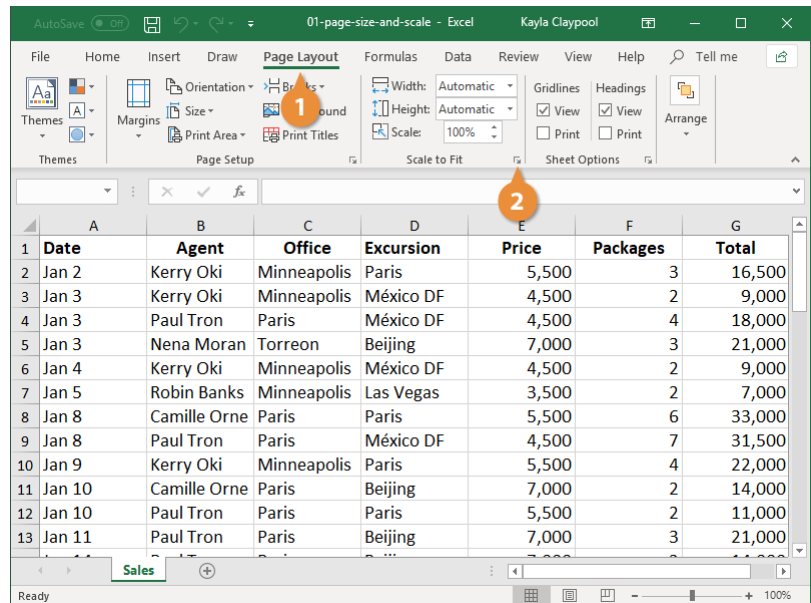 AutoSave Off 01-page-size-and-scale - Excel Kayla Claypool
File Home Insert Draw Page Layout Formulas Data Review View Help Tell me
Aa Orientation Width: Automatic Gridlines Headings
A Size Height: Automatic View View
Themes Margins Print Area Print Titles Scale: 100% Print Print Arrange
Themes Page Setup Scale to Fit Sheet Options
1
2
fx
A B C D E F G
1 Date Agent Office Excursion Price Packages Total
2 Jan 2 Kerry Oki Minneapolis Paris 5,500 3 16,500
3 Jan 3 Kerry Oki Minneapolis México DF 4,500 2 9,000
4 Jan 3 Paul Tron Paris México DF 4,500 4 18,000
5 Jan 3 Nena Moran Torreon Beijing 7,000 3 21,000
6 Jan 4 Kerry Oki Minneapolis México DF 4,500 2 9,000
7 Jan 5 Robin Banks Minneapolis Las Vegas 3,500 2 7,000
8 Jan 8 Camille Orne Paris Paris 5,500 6 33,000
9 Jan 8 Paul Tron Paris México DF 4,500 7 31,500
10 Jan 9 Kerry Oki Minneapolis Paris 5,500 4 22,000
11 Jan 10 Camille Orne Paris Beijing 7,000 2 14,000
12 Jan 10 Paul Tron Paris Paris 5,500 2 11,000
13 Jan 11 Paul Tron Paris Beijing 7,000 3 21,000
Sales
Ready 100%